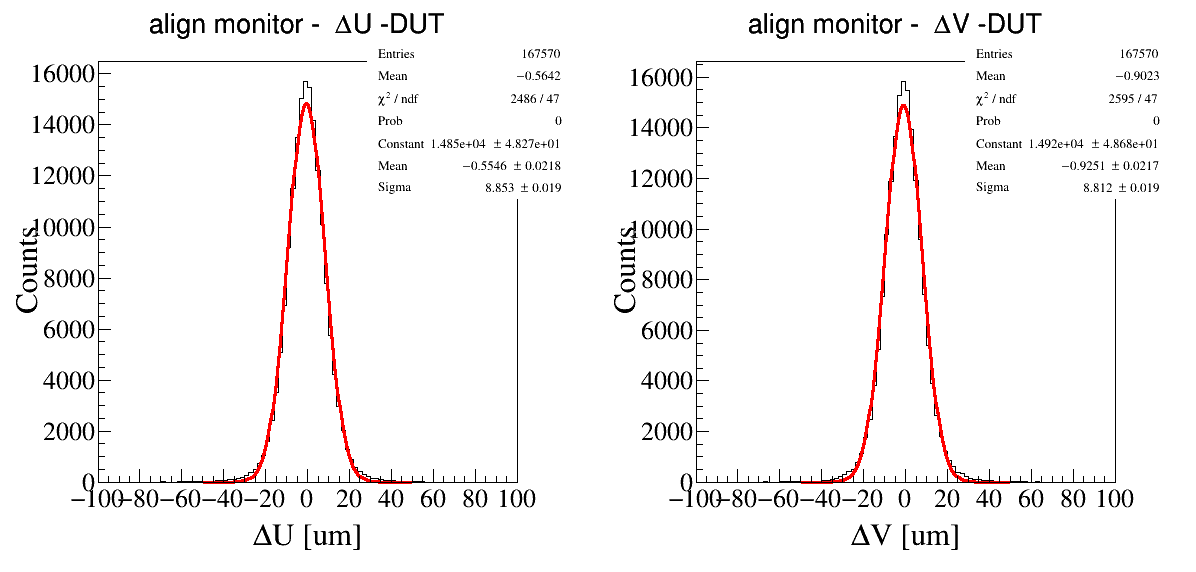 align monitor - ΔU -DUT
Entries 167570
Mean −0.5642
χ² / ndf 2486 / 47
Prob 0
Constant 1.485e+04 ± 4.827e+01
Mean −0.5546 ± 0.0218
Sigma 8.853 ± 0.019
16000
14000
12000
10000
8000
6000
4000
2000
0
Counts
−100 −80 −60 −40 −20 0 20 40 60 80 100
ΔU [um]
align monitor - ΔV -DUT
Entries 167570
Mean −0.9023
χ² / ndf 2595 / 47
Prob 0
Constant 1.492e+04 ± 4.868e+01
Mean −0.9251 ± 0.0217
Sigma 8.812 ± 0.019
16000
14000
12000
10000
8000
6000
4000
2000
0
Counts
−100 −80 −60 −40 −20 0 20 40 60 80 100
ΔV [um]